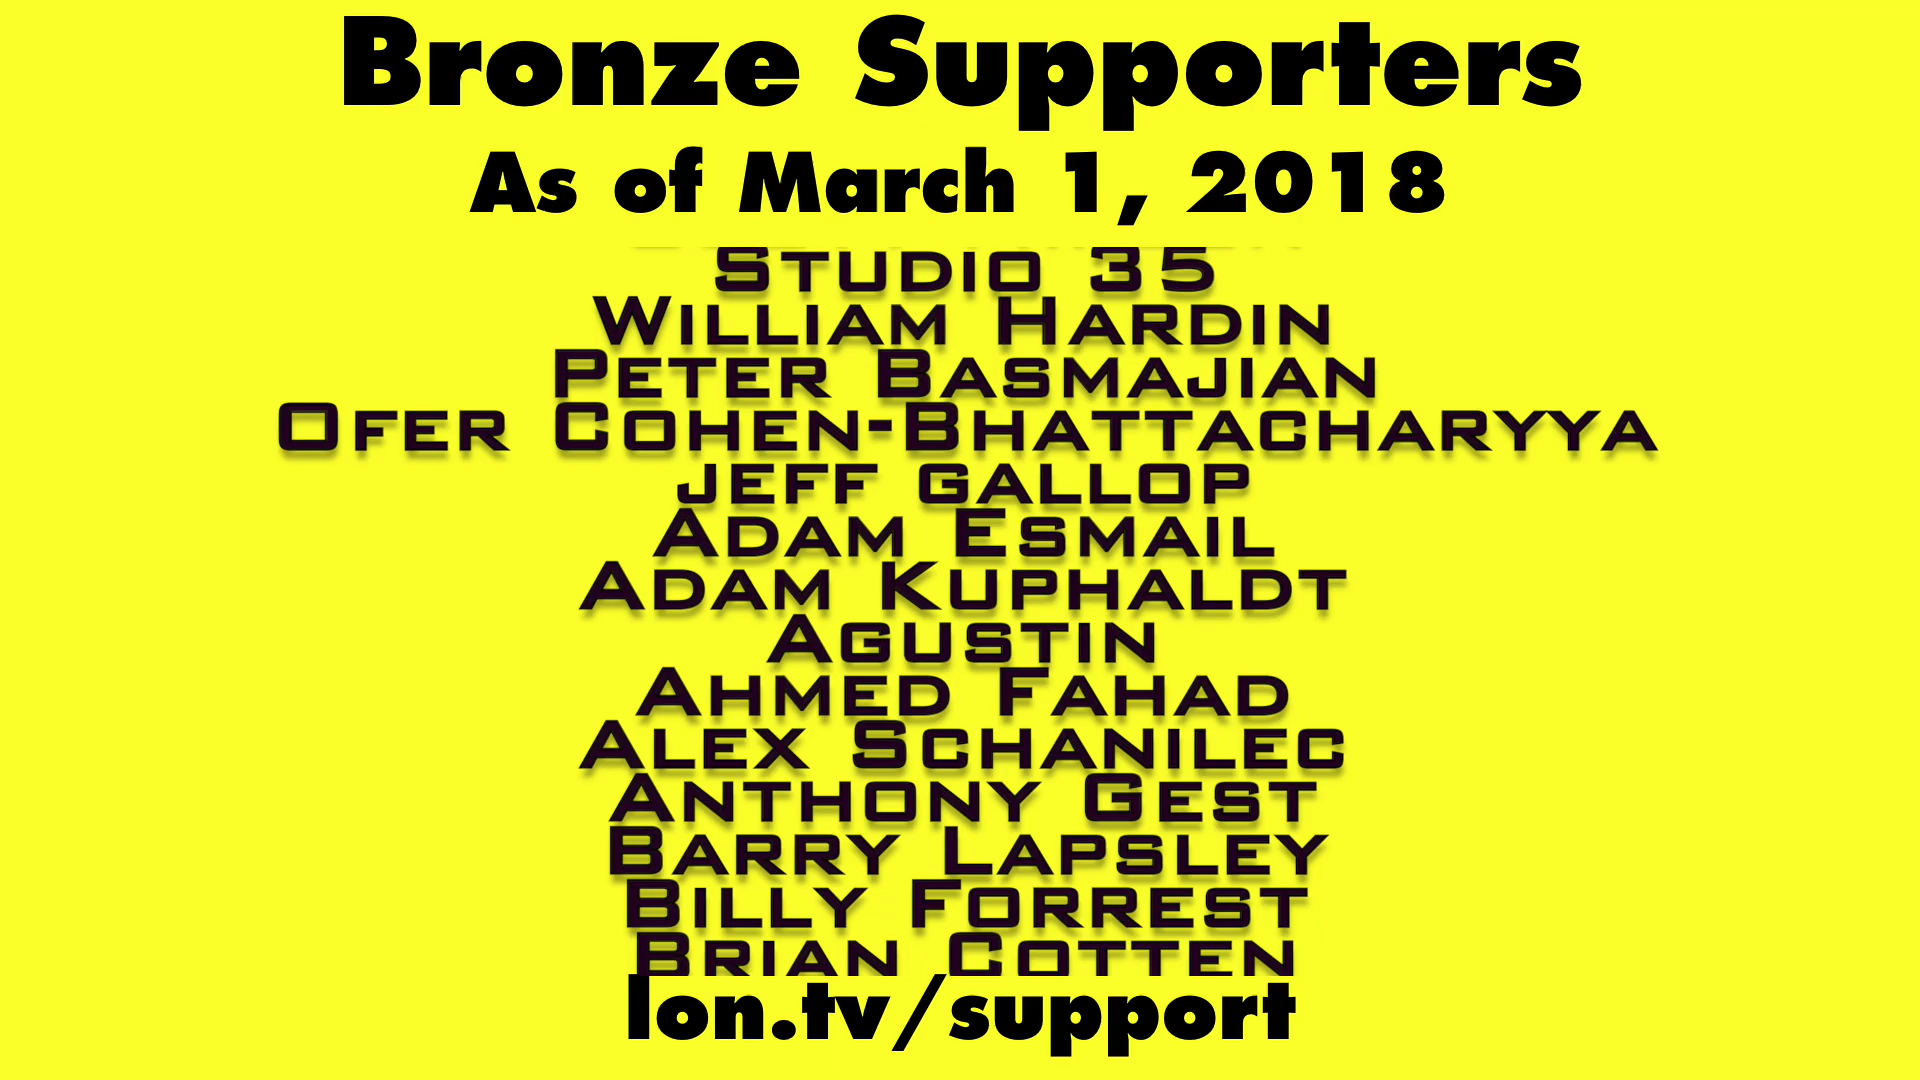 Bronze Supporters
As of March 1, 2018
Studio 35
William Hardin
Peter Basmajian
Ofer Cohen-Bhattacharyya
jeff gallop
Adam Esmail
Adam Kuphaldt
Agustin
Ahmed Fahad
Alex Schanilec
Anthony Gest
Barry Lapsley
Billy Forrest
Brian Cotten
lon.tv/support